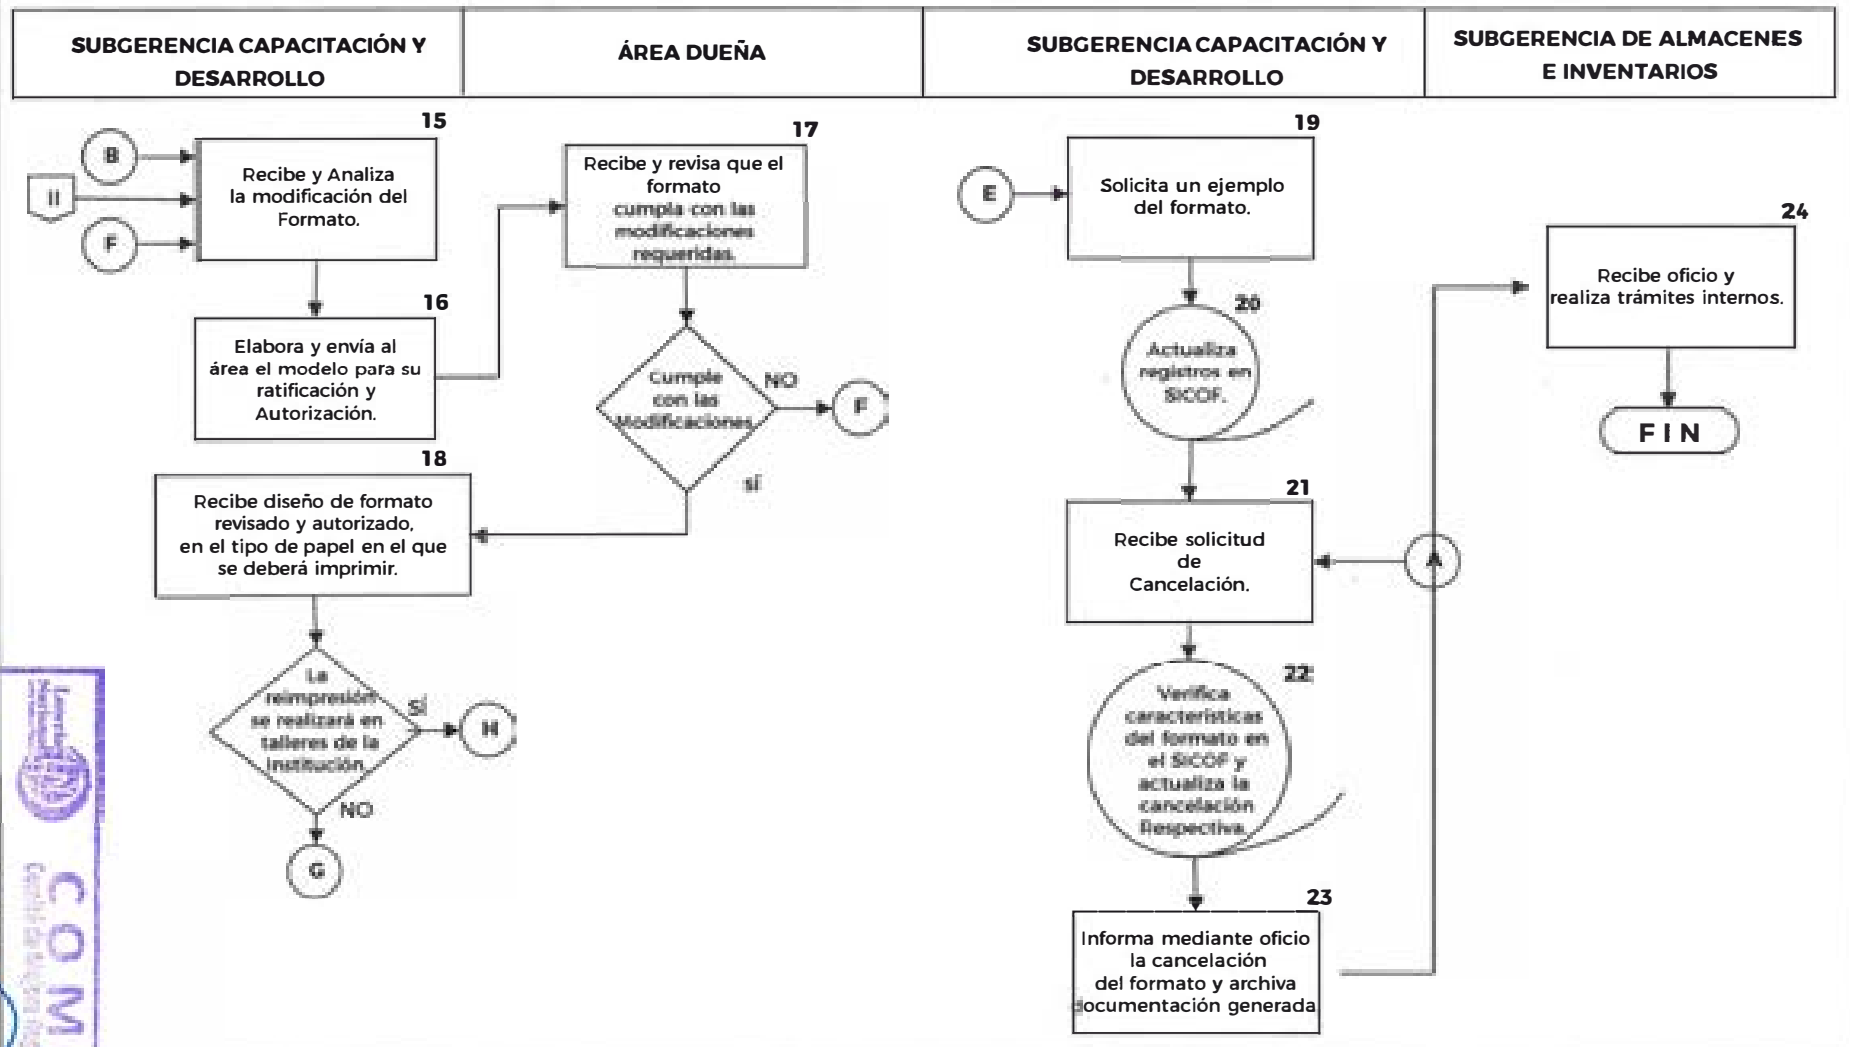 SUBGERENCIA CAPACITACIÓN Y
DESARROLLO
ÁREA DUEÑA
SUBGERENCIA CAPACITACIÓN Y
DESARROLLO
SUBGERENCIA DE ALMACENES
E INVENTARIOS
15
B
II
F
Recibe y Analiza
la modificación del
Formato.
16
Elabora y envía al
área el modelo para su
ratificación y
Autorización.
17
Recibe y revisa que el
formato
cumpla con las
modificaciones
requeridas.
Cumple
con las
Modificaciones
NO
F
sí
18
Recibe diseño de formato
revisado y autorizado,
en el tipo de papel en el que
se deberá imprimir.
La
reimpresión
se realizará en
talleres de la
Institución
SÍ
H
NO
G
19
E
Solicita un ejemplo
del formato.
20
Actualiza
registros en
SICOF.
21
Recibe solicitud
de
Cancelación.
A
22
Verifica
características
del formato en
el SICOF y
actualiza la
cancelación
Respectiva
23
Informa mediante oficio
la cancelación
del formato y archiva
documentación generada
24
Recibe oficio y
realiza trámites internos.
FIN
COM